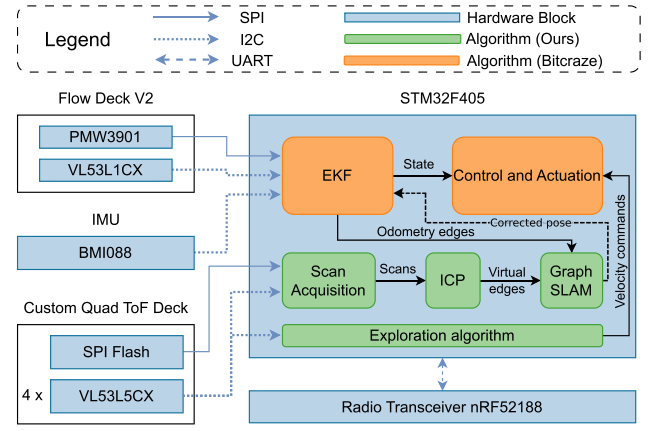 Legend
SPI
I2C
UART
Hardware Block
Algorithm (Ours)
Algorithm (Bitcraze)
Flow Deck V2
PMW3901
VL53L1CX
IMU
BMI088
Custom Quad ToF Deck
SPI Flash
4 x
VL53L5CX
STM32F405
EKF
State
Control and Actuation
Corrected pose
Odometry edges
Velocity commands
Scan
Acquisition
Scans
ICP
Virtual
edges
Graph
SLAM
Exploration algorithm
Radio Transceiver nRF52188